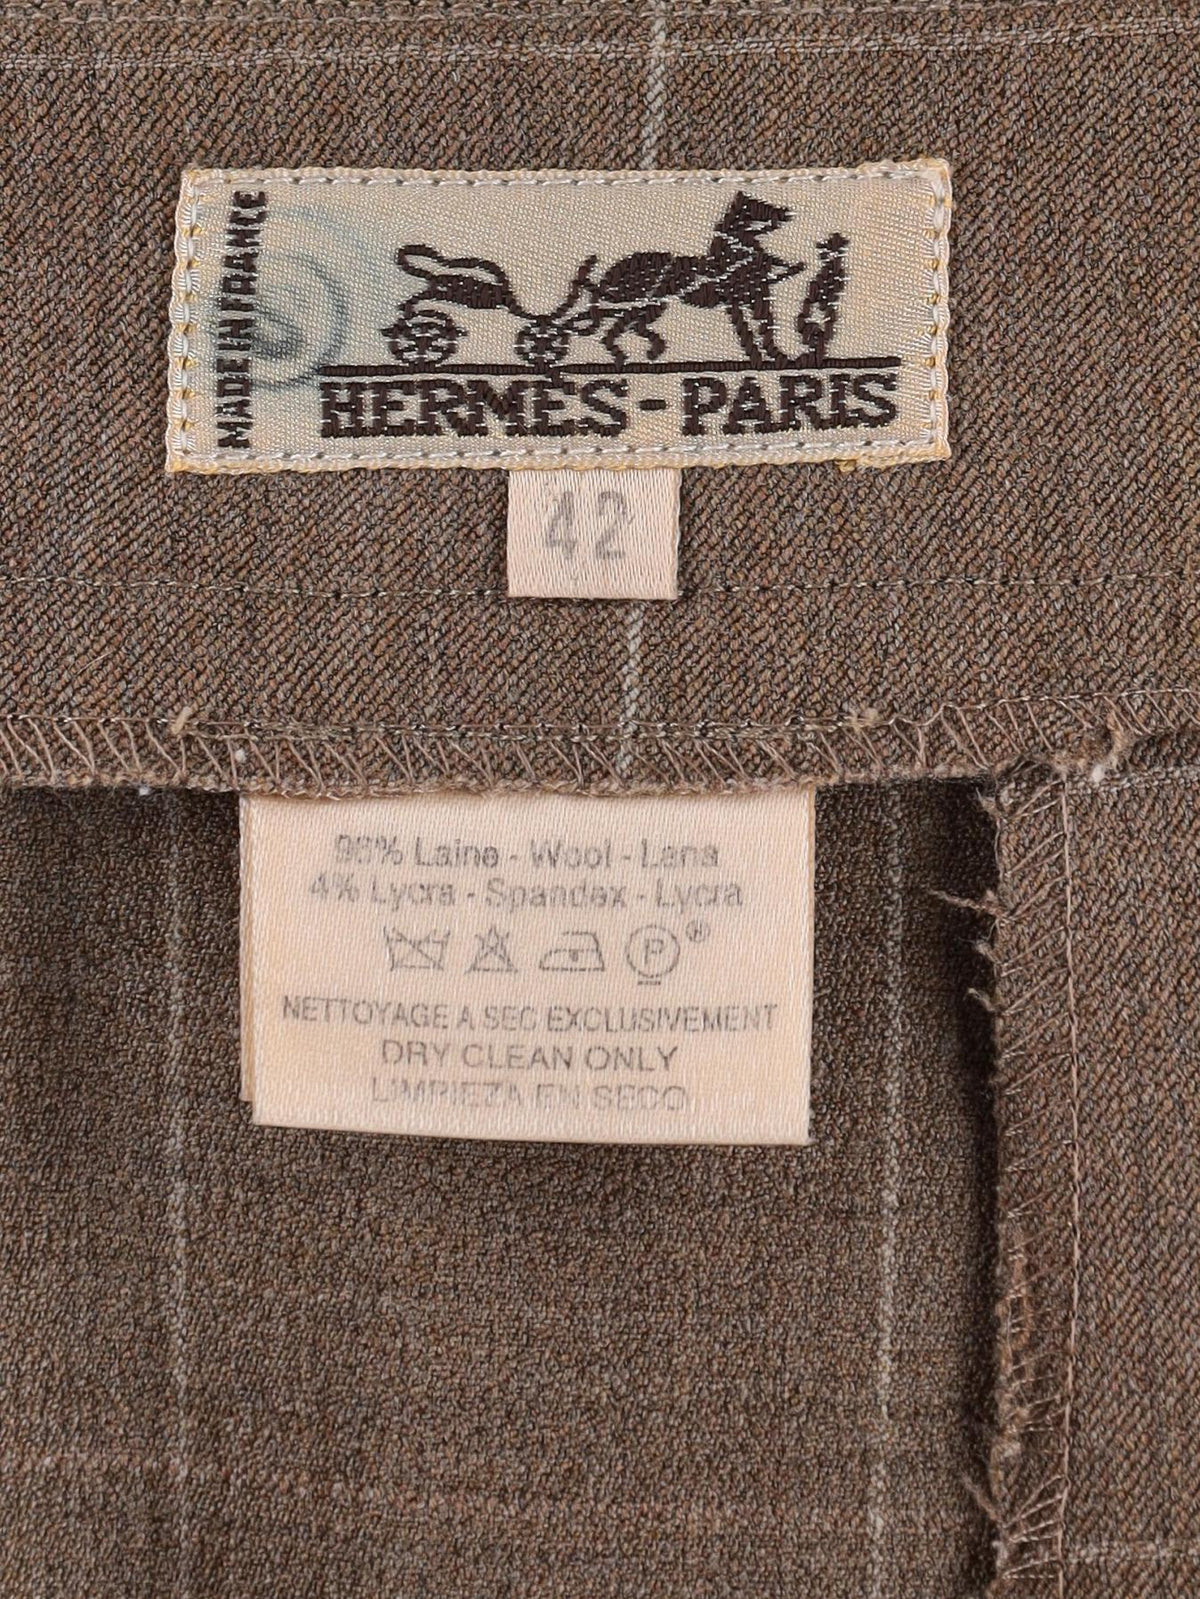 MADE IN FRANCE
HERMES-PARIS
42
96% Laine - Wool - Lana
4% Lycra - Spandex - Lycra
P®
NETTOYAGE A SEC EXCLUSIVEMENT
DRY CLEAN ONLY
LIMPIEZA EN SECO